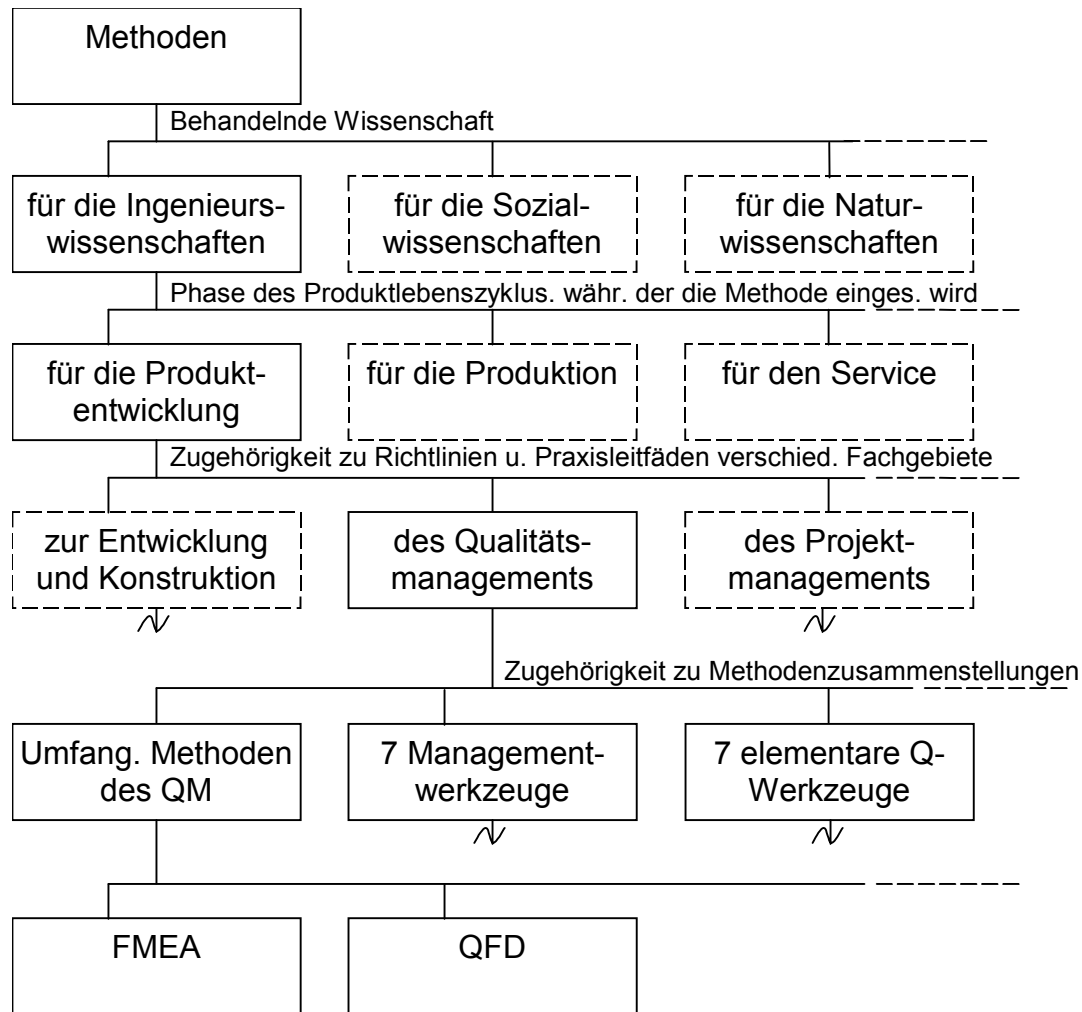 Methoden
Behandelnde Wissenschaft
für die Ingenieurs-
wissenschaften
für die Sozial-
wissenschaften
für die Natur-
wissenschaften
Phase des Produktlebenszyklus. währ. der die Methode einges. wird
für die Produkt-
entwicklung
für die Produktion
für den Service
Zugehörigkeit zu Richtlinien u. Praxisleitfäden verschied. Fachgebiete
zur Entwicklung
und Konstruktion
des Qualitäts-
managements
des Projekt-
managements
Zugehörigkeit zu Methodenzusammenstellungen
Umfang. Methoden
des QM
7 Management-
werkzeuge
7 elementare Q-
Werkzeuge
FMEA
QFD